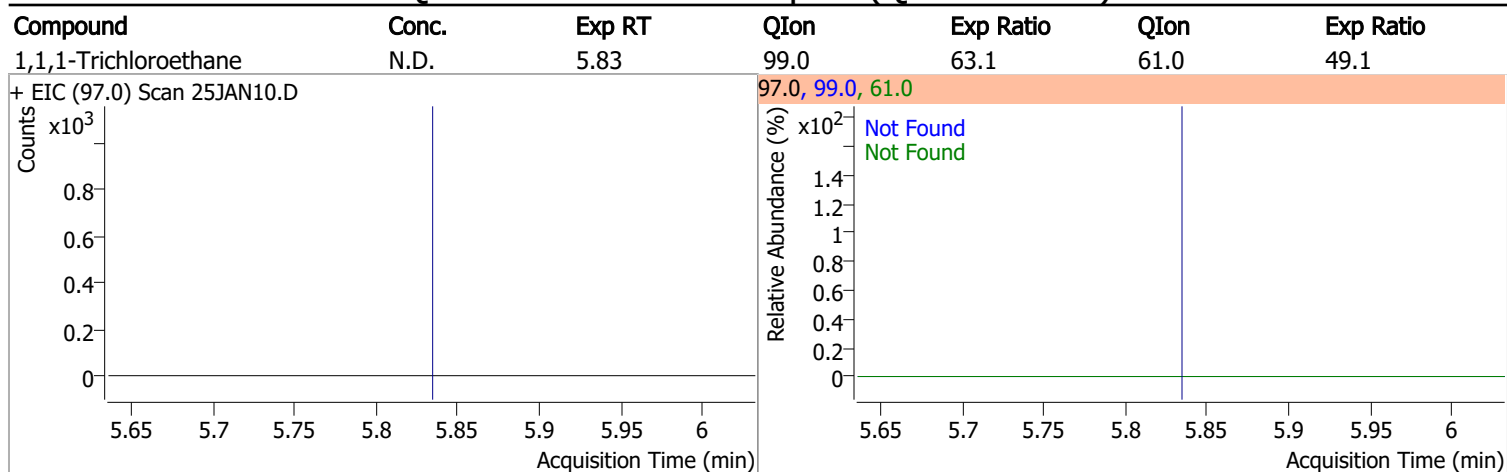 Compound Conc. Exp RT QIon Exp Ratio QIon Exp Ratio
1,1,1-Trichloroethane N.D. 5.83 99.0 63.1 61.0 49.1
+ EIC (97.0) Scan 25JAN10.D
Counts
x10³
0.8
0.6
0.4
0.2
0
5.65 5.7 5.75 5.8 5.85 5.9 5.95 6
Acquisition Time (min)
97.0, 99.0, 61.0
Relative Abundance (%)
x10²
Not Found
Not Found
1.4
1.2
1
0.8
0.6
0.4
0.2
0
5.65 5.7 5.75 5.8 5.85 5.9 5.95 6
Acquisition Time (min)